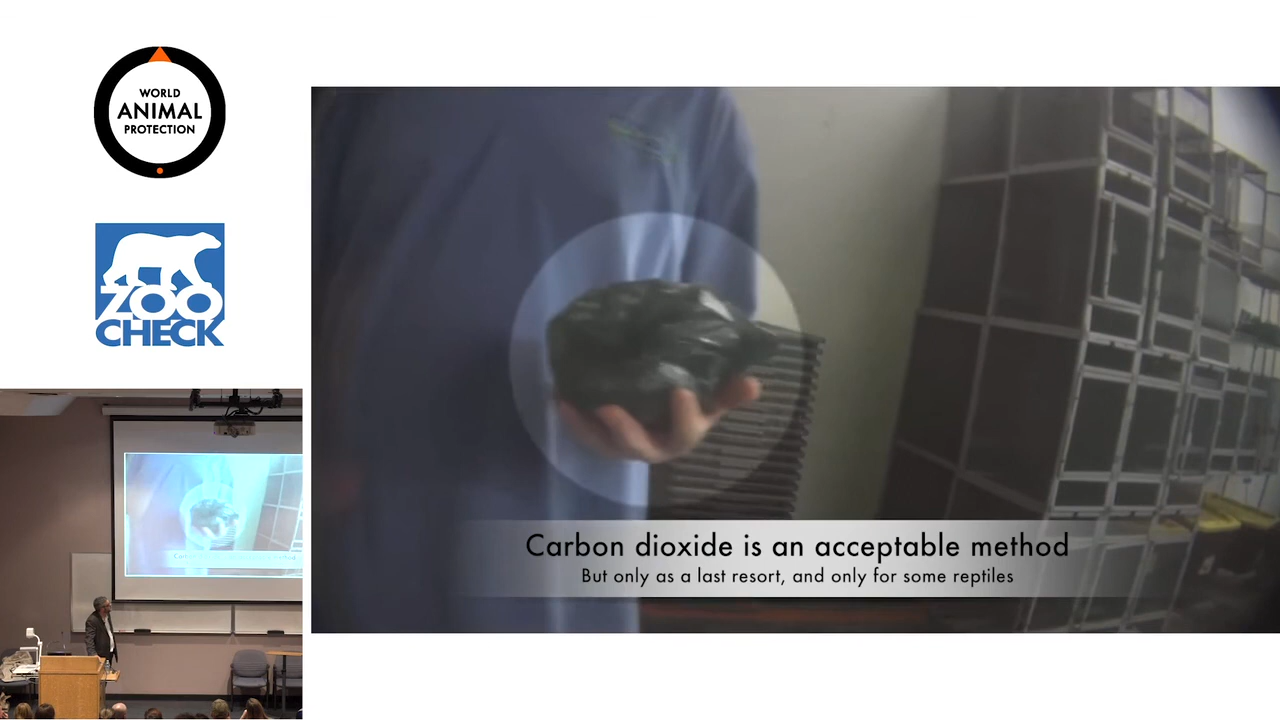 WORLD
ANIMAL
PROTECTION
ZOO
CHECK
Carbon dioxide is an acceptable method
But only as a last resort, and only for some reptiles